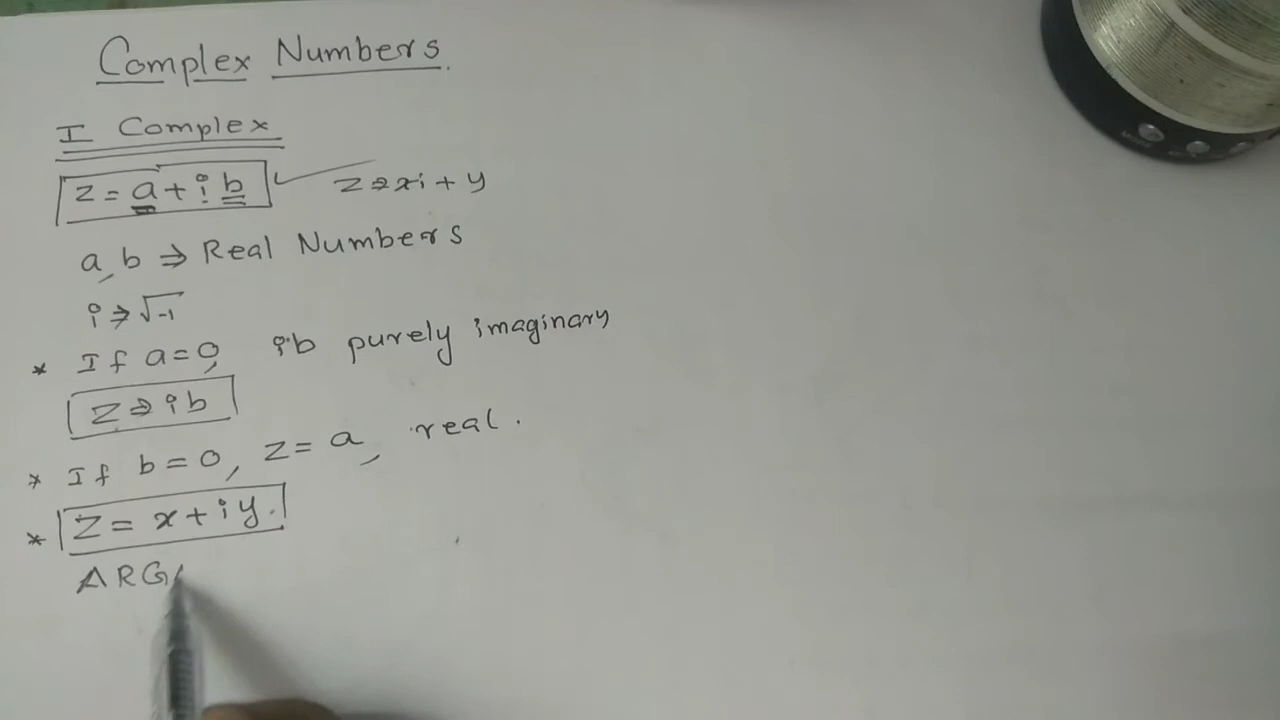 Complex Numbers.
I Complex
z = a + i b
z ⇒ xi + y
a, b ⇒ Real Numbers
i ⇒ √-1
* If a = 0, ib purely imaginary
z ⇒ ib
* If b = 0, z = a, real.
* z = x + iy.
ARG